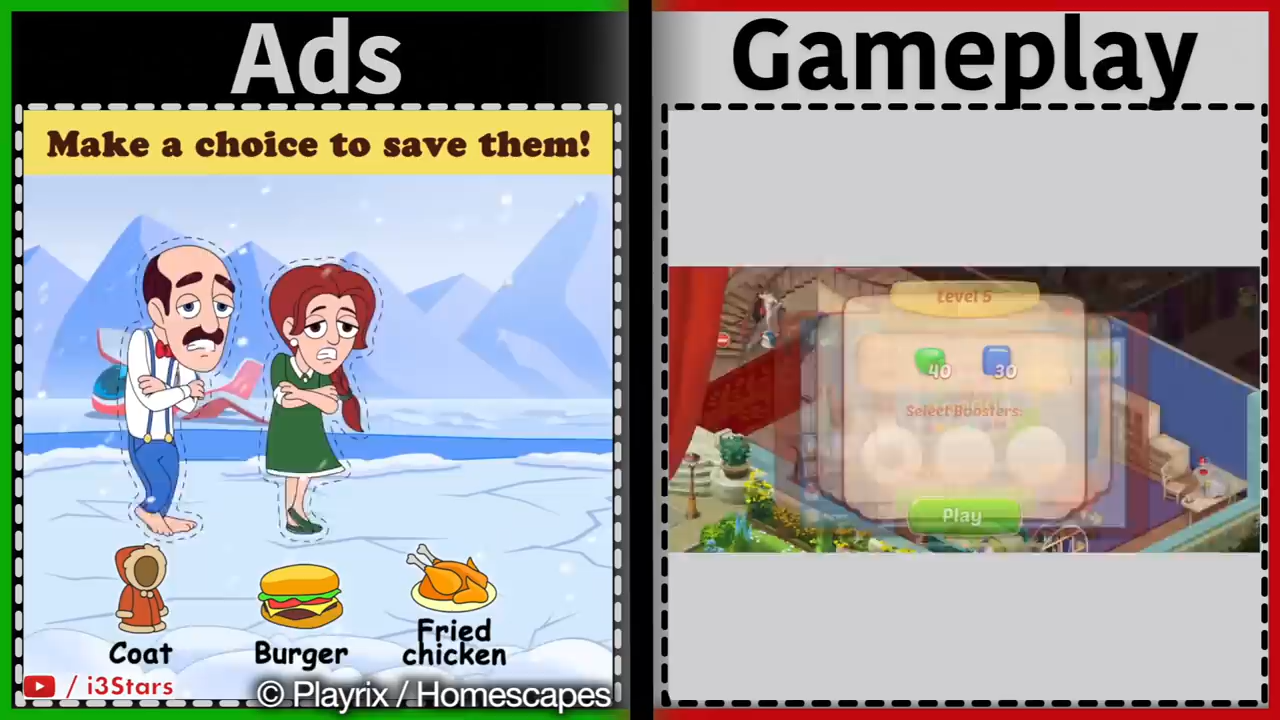 Ads
Make a choice to save them!
Coat
Burger
Fried
chicken
/ i3Stars
© Playrix / Homescapes
Gameplay
Level 5
40
30
Select Boosters:
Play